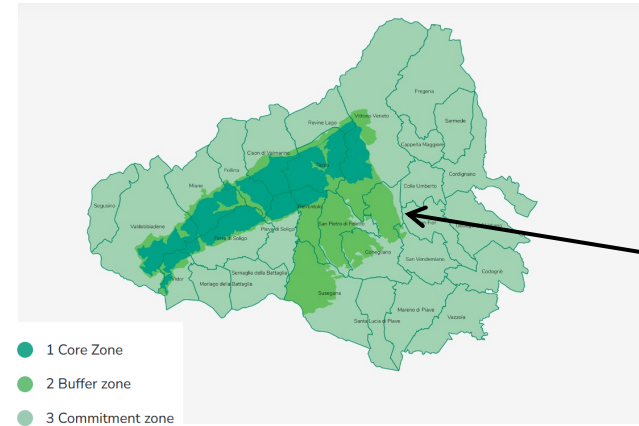 Fregona
Vittorio Veneto
Sarmede
Revine Lago
Cappella Maggiore
Cison di Valmarino
Tarzo
Follina
Cordignano
Miane
Colle Umberto
Segusino
Refrontolo
Valdobbiadene
San Pietro di Feletto
Pieve di Soligo
Farra di Soligo
Conegliano
San Vendemiano
Vidor
Sernaglia della Battaglia
Codognè
Moriago della Battaglia
Susegana
Mareno di Piave
Santa Lucia di Piave
Vazzola
1 Core Zone
2 Buffer zone
3 Commitment zone